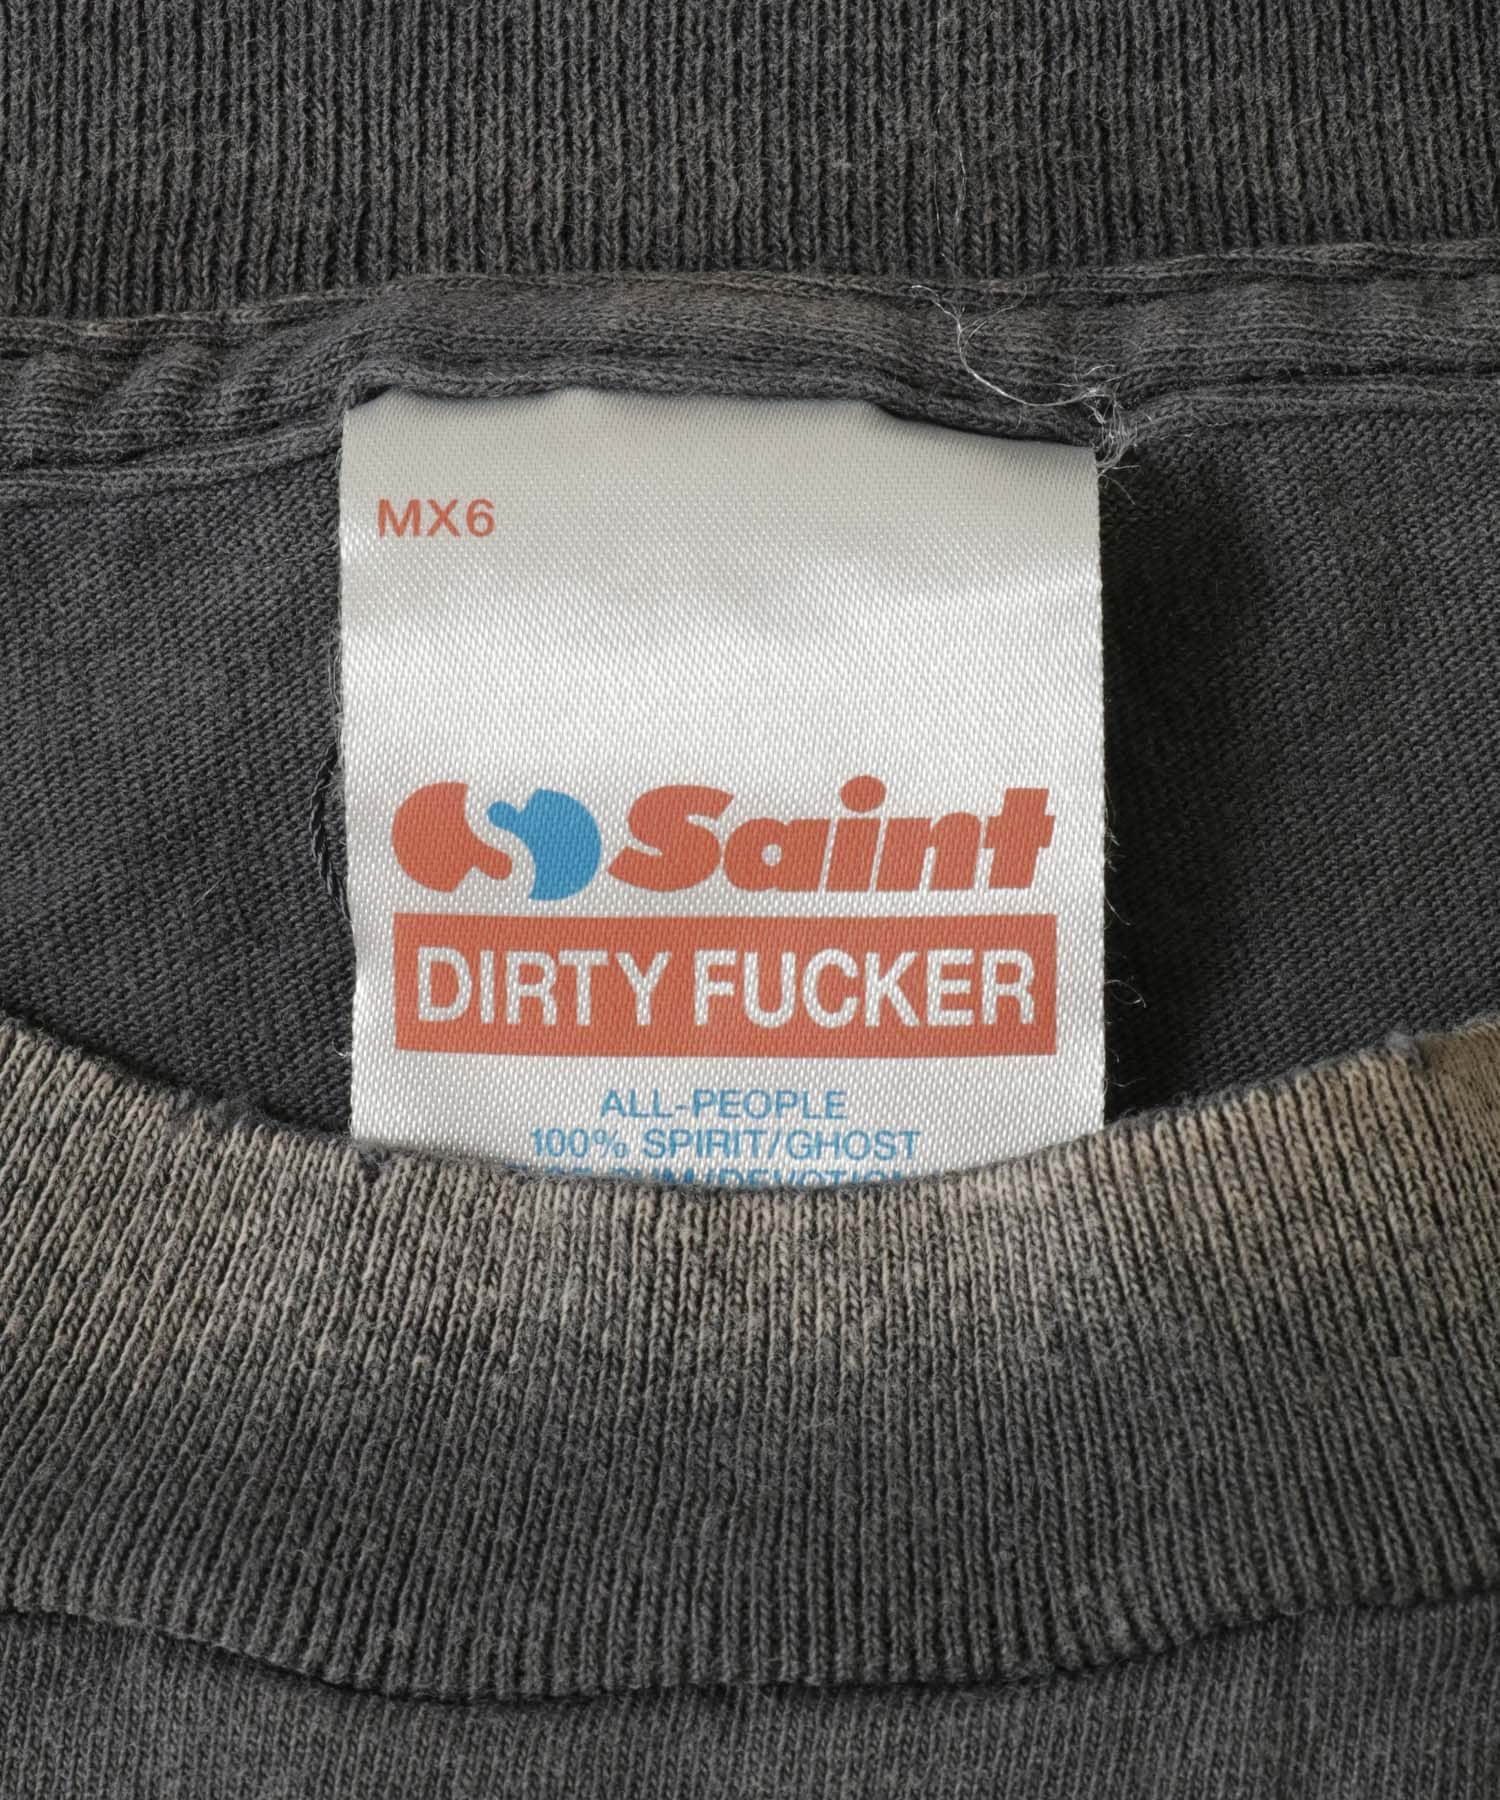 MX6
Saint
DIRTY FUCKER
ALL-PEOPLE
100% SPIRIT/GHOST